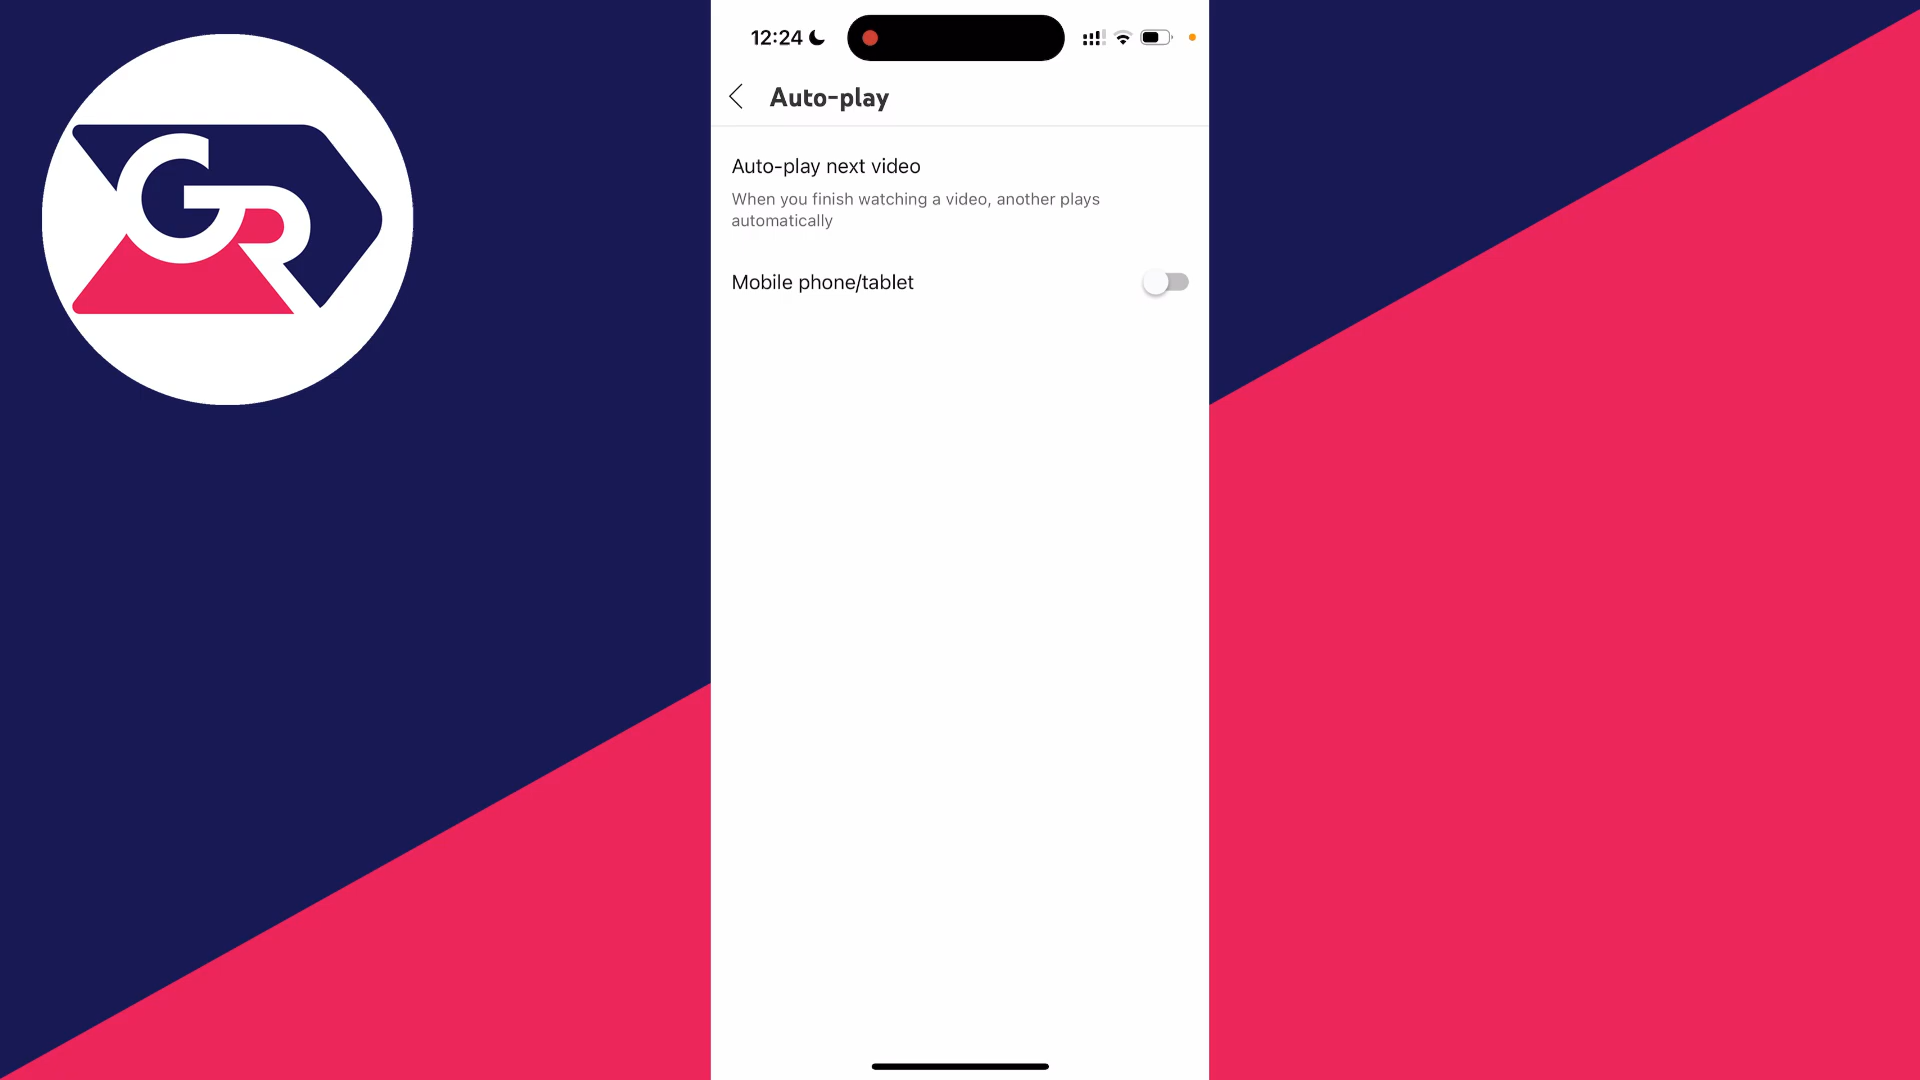 GR
12:24
Auto-play
Auto-play next video
When you finish watching a video, another plays
automatically
Mobile phone/tablet